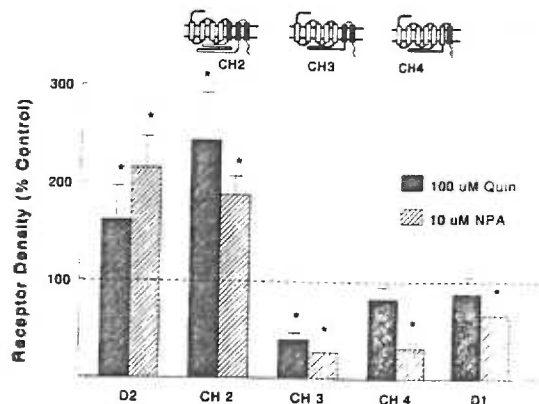 CH2
CH3
CH4
300
200
100
Receptor Density (% Control)
*
*
*
*
*
*
*
*
100 uM Quin
10 uM NPA
D2
CH 2
CH 3
CH 4
D1